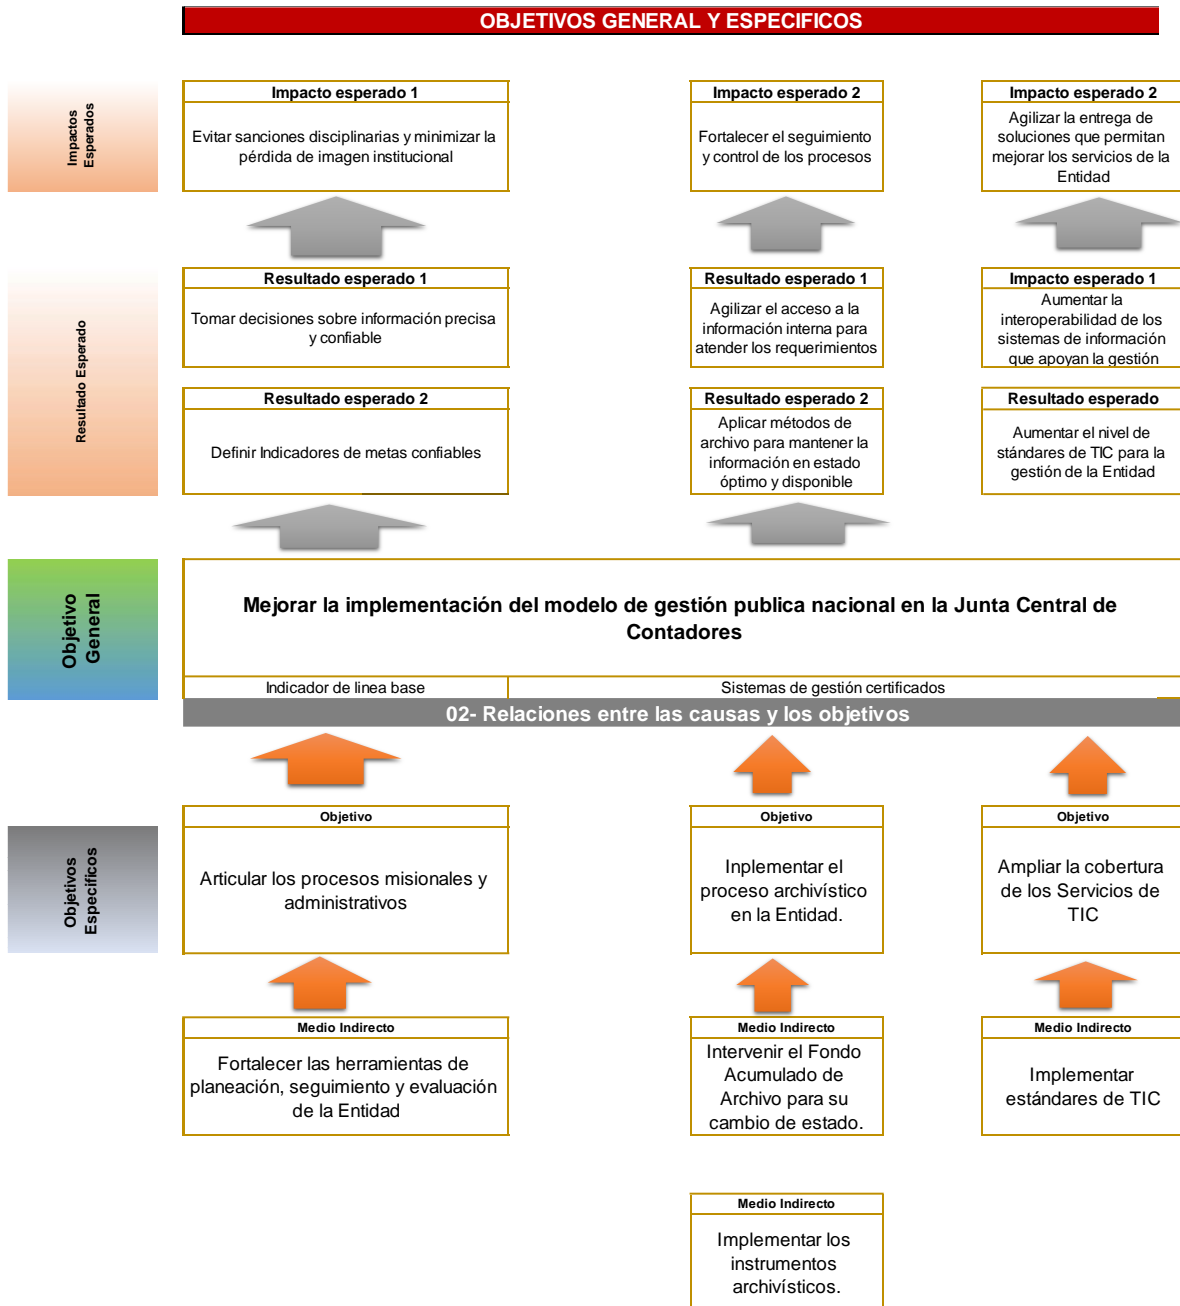 OBJETIVOS GENERAL Y ESPECIFICOS
Impactos
Esperados
Impacto esperado 1
Evitar sanciones disciplinarias y minimizar la
pérdida de imagen institucional
Impacto esperado 2
Fortalecer el seguimiento
y control de los procesos
Impacto esperado 2
Agilizar la entrega de
soluciones que permitan
mejorar los servicios de la
Entidad
Resultado Esperado
Resultado esperado 1
Tomar decisiones sobre información precisa
y confiable
Resultado esperado 1
Agilizar el acceso a la
información interna para
atender los requerimientos
Impacto esperado 1
Aumentar la
interoperabilidad de los
sistemas de información
que apoyan la gestión
Resultado esperado 2
Definir Indicadores de metas confiables
Resultado esperado 2
Aplicar métodos de
archivo para mantener la
información en estado
óptimo y disponible
Resultado esperado
Aumentar el nivel de
stándares de TIC para la
gestión de la Entidad
Objetivo
General
Mejorar la implementación del modelo de gestión publica nacional en la Junta Central de
Contadores
Indicador de linea base
Sistemas de gestión certificados
02- Relaciones entre las causas y los objetivos
Objetivos
Especificos
Objetivo
Articular los procesos misionales y
administrativos
Objetivo
Inplementar el
proceso archivístico
en la Entidad.
Objetivo
Ampliar la cobertura
de los Servicios de
TIC
Medio Indirecto
Fortalecer las herramientas de
planeación, seguimiento y evaluación
de la Entidad
Medio Indirecto
Intervenir el Fondo
Acumulado de
Archivo para su
cambio de estado.
Medio Indirecto
Implementar
estándares de TIC
Medio Indirecto
Implementar los
instrumentos
archivísticos.